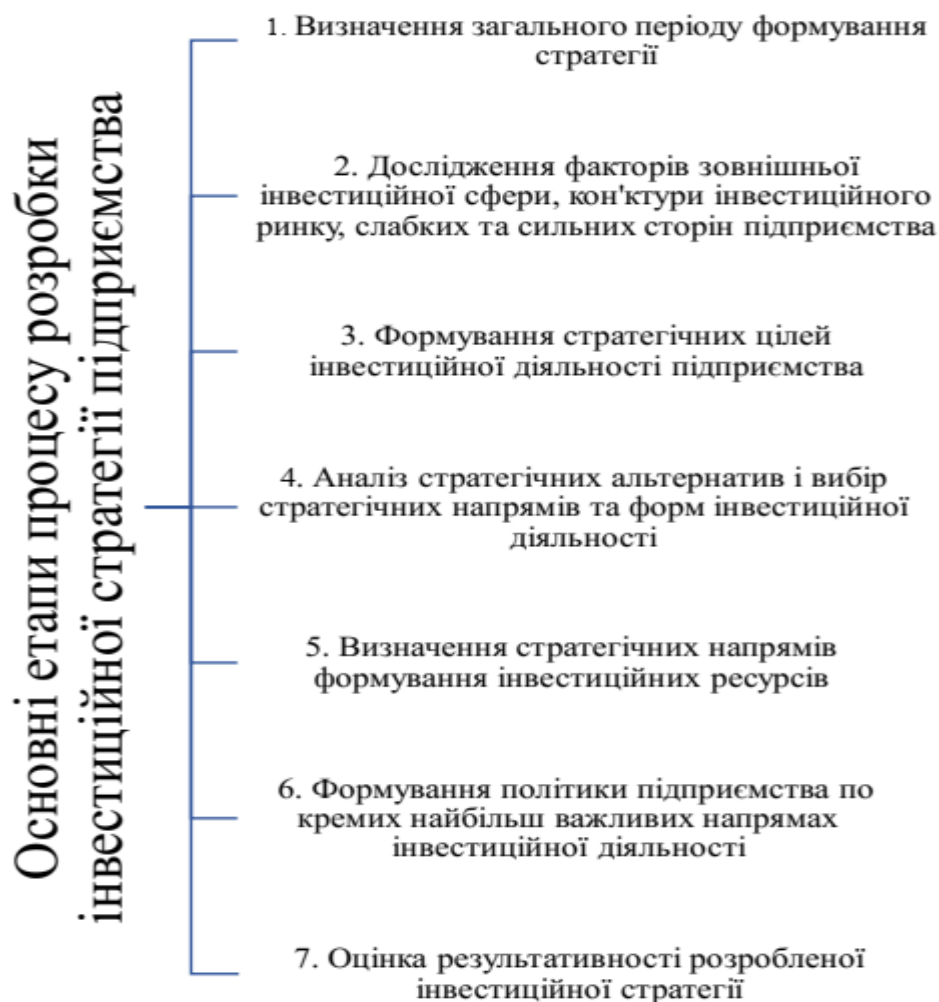 Основні етапи процесу розробки
інвестиційної стратегії підприємства
1. Визначення загального періоду формування
стратегії
2. Дослідження факторів зовнішньої
інвестиційної сфери, кон'ктури інвестиційного
ринку, слабких та сильних сторін підприємства
3. Формування стратегічних цілей
інвестиційної діяльності підприємства
4. Аналіз стратегічних альтернатив і вибір
стратегічних напрямів та форм інвестиційної
діяльності
5. Визначення стратегічних напрямів
формування інвестиційних ресурсів
6. Формування політики підприємства по
кремих найбільш важливих напрямах
інвестиційної діяльності
7. Оцінка результативності розробленої
інвестиційної стратегії